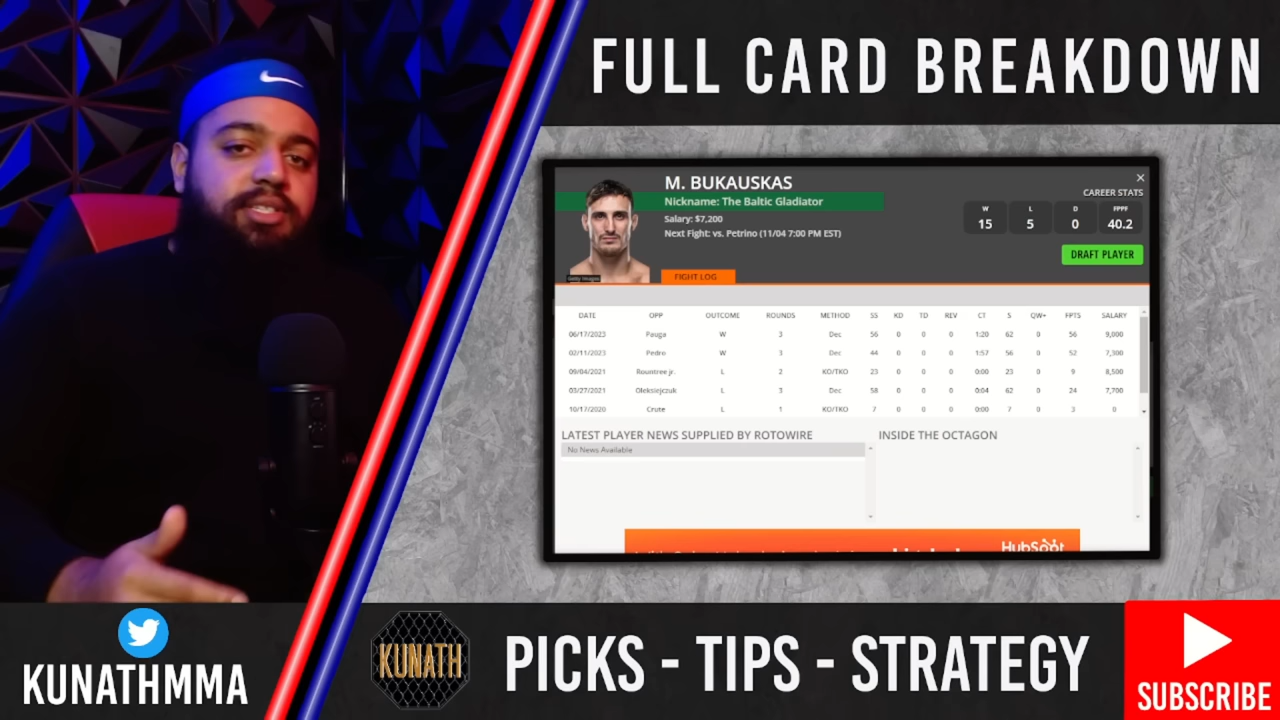 FULL CARD BREAKDOWN
M. BUKAUSKAS
Nickname: The Baltic Gladiator
Salary: $7,200
Next Fight: vs. Petrino (11/04 7:00 PM EST)
CAREER STATS
W L D FPPF
15 5 0 40.2
DRAFT PLAYER
FIGHT LOG
DATE OPP OUTCOME ROUNDS METHOD SS KD TD REV CT S QW+ FPTS SALARY
06/17/2023 Pauga W 3 Dec 56 0 0 0 1:20 62 0 56 9,000
02/11/2023 Pedro W 3 Dec 44 0 0 0 1:57 56 0 52 7,300
09/04/2021 Rountree jr. L 2 KO/TKO 23 0 0 0 0:00 23 0 9 8,500
03/27/2021 Oleksiejczuk L 3 Dec 58 0 0 0 0:04 62 0 24 7,700
10/17/2020 Crute L 1 KO/TKO 7 0 0 0 0:00 7 0 3 0
LATEST PLAYER NEWS SUPPLIED BY ROTOWIRE
No News Available
INSIDE THE OCTAGON
HubSpot
KUNATHMMA
KUNATH
PICKS - TIPS - STRATEGY
SUBSCRIBE